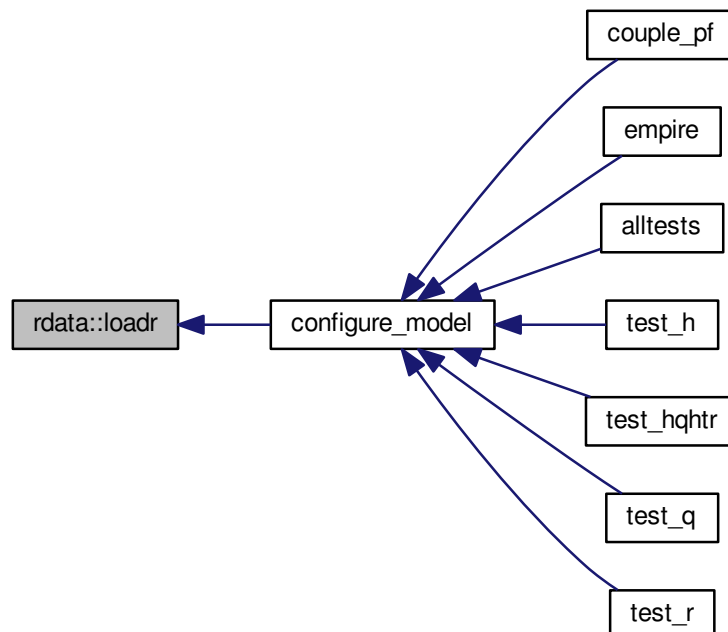 couple_pf
empire
alltests
rdata::loadr
configure_model
test_h
test_hqhtr
test_q
test_r